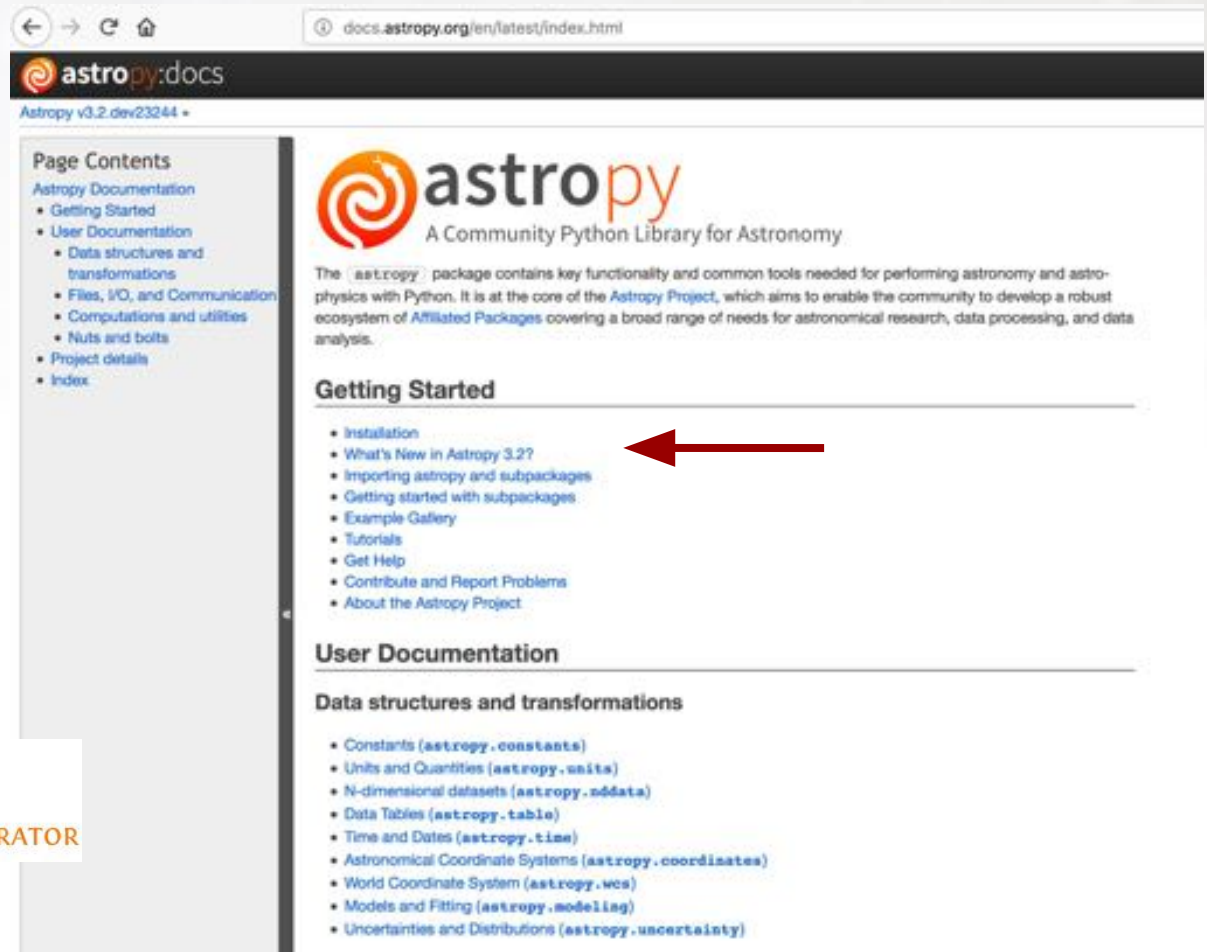 docs.astropy.org/en/latest/index.html
astropy:docs
Astropy v3.2.dev23244
Page Contents
Astropy Documentation
Getting Started
User Documentation
Data structures and
transformations
Files, I/O, and Communication
Computations and utilities
Nuts and bolts
Project details
Index
astropy
A Community Python Library for Astronomy
The astropy package contains key functionality and common tools needed for performing astronomy and astro-
physics with Python. It is at the core of the Astropy Project, which aims to enable the community to develop a robust
ecosystem of Affiliated Packages covering a broad range of needs for astronomical research, data processing, and data
analysis.
Getting Started
• Installation
• What's New in Astropy 3.2?
• Importing astropy and subpackages
• Getting started with subpackages
• Example Gallery
• Tutorials
• Get Help
• Contribute and Report Problems
• About the Astropy Project
User Documentation
Data structures and transformations
• Constants (astropy.constants)
• Units and Quantities (astropy.units)
• N-dimensional datasets (astropy.nddata)
• Data Tables (astropy.table)
• Time and Dates (astropy.time)
• Astronomical Coordinate Systems (astropy.coordinates)
• World Coordinate System (astropy.wcs)
• Models and Fitting (astropy.modeling)
• Uncertainties and Distributions (astropy.uncertainty)
RATOR